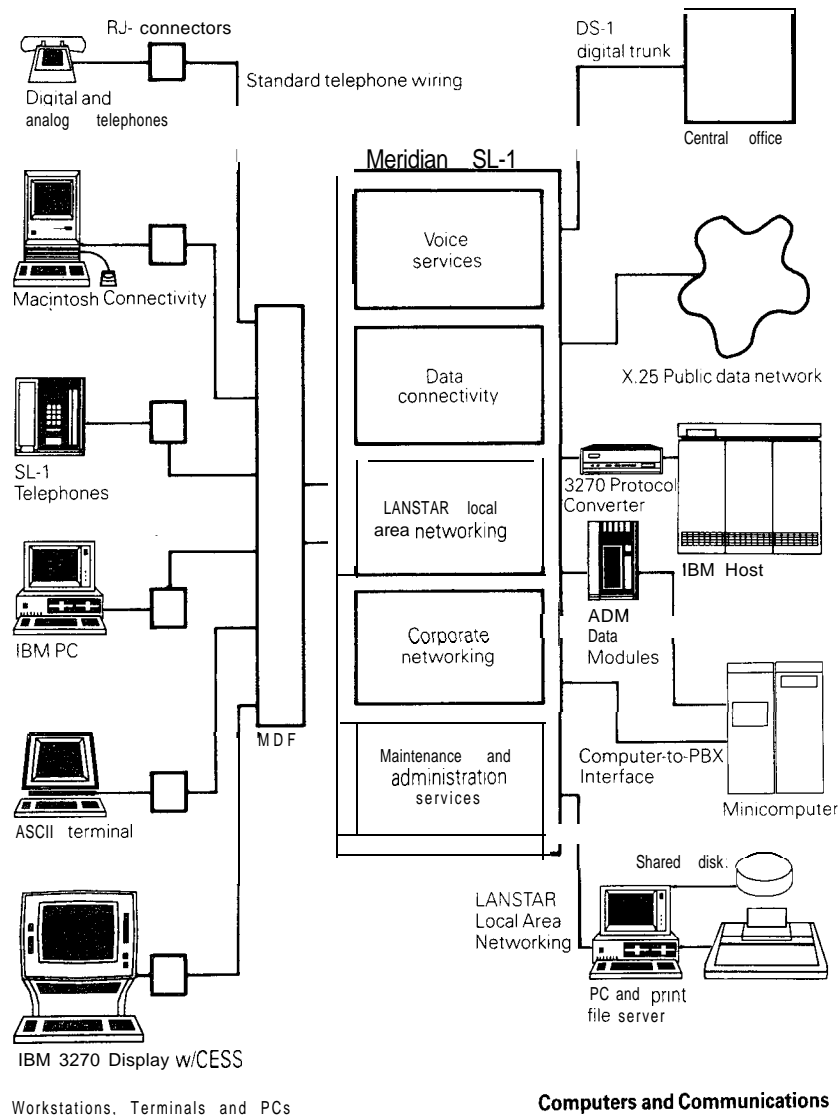 RJ- connectors
Digital and
analog telephones
Standard telephone wiring
Macintosh Connectivity
SL-1
Telephones
IBM PC
ASCII terminal
IBM 3270 Display w/CESS
Workstations, Terminals and PCs
MDF
Meridian SL-1
Voice
services
Data
connectivity
LANSTAR local
area networking
Corporate
networking
Maintenance and
administration
services
DS-1
digital trunk
Central office
X.25 Public data network
3270 Protocol
Converter
IBM Host
ADM
Data
Modules
Computer-to-PBX
Interface
Minicomputer
Shared disk
LANSTAR
Local Area
Networking
PC and print
file server
Computers and Communications